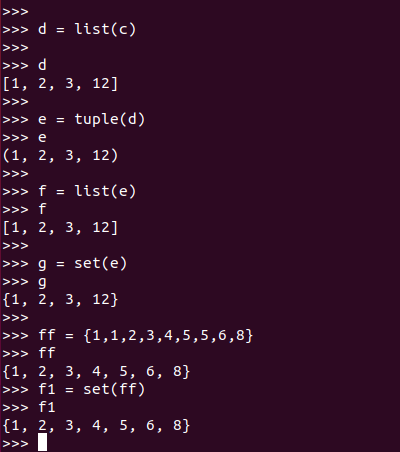 >>>
>>> d = list(c)
>>>
>>> d
[1, 2, 3, 12]
>>>
>>> e = tuple(d)
>>> e
(1, 2, 3, 12)
>>>
>>> f = list(e)
>>> f
[1, 2, 3, 12]
>>>
>>> g = set(e)
>>> g
{1, 2, 3, 12}
>>>
>>> ff = {1,1,2,3,4,5,5,6,8}
>>> ff
{1, 2, 3, 4, 5, 6, 8}
>>> f1 = set(ff)
>>> f1
{1, 2, 3, 4, 5, 6, 8}
>>>